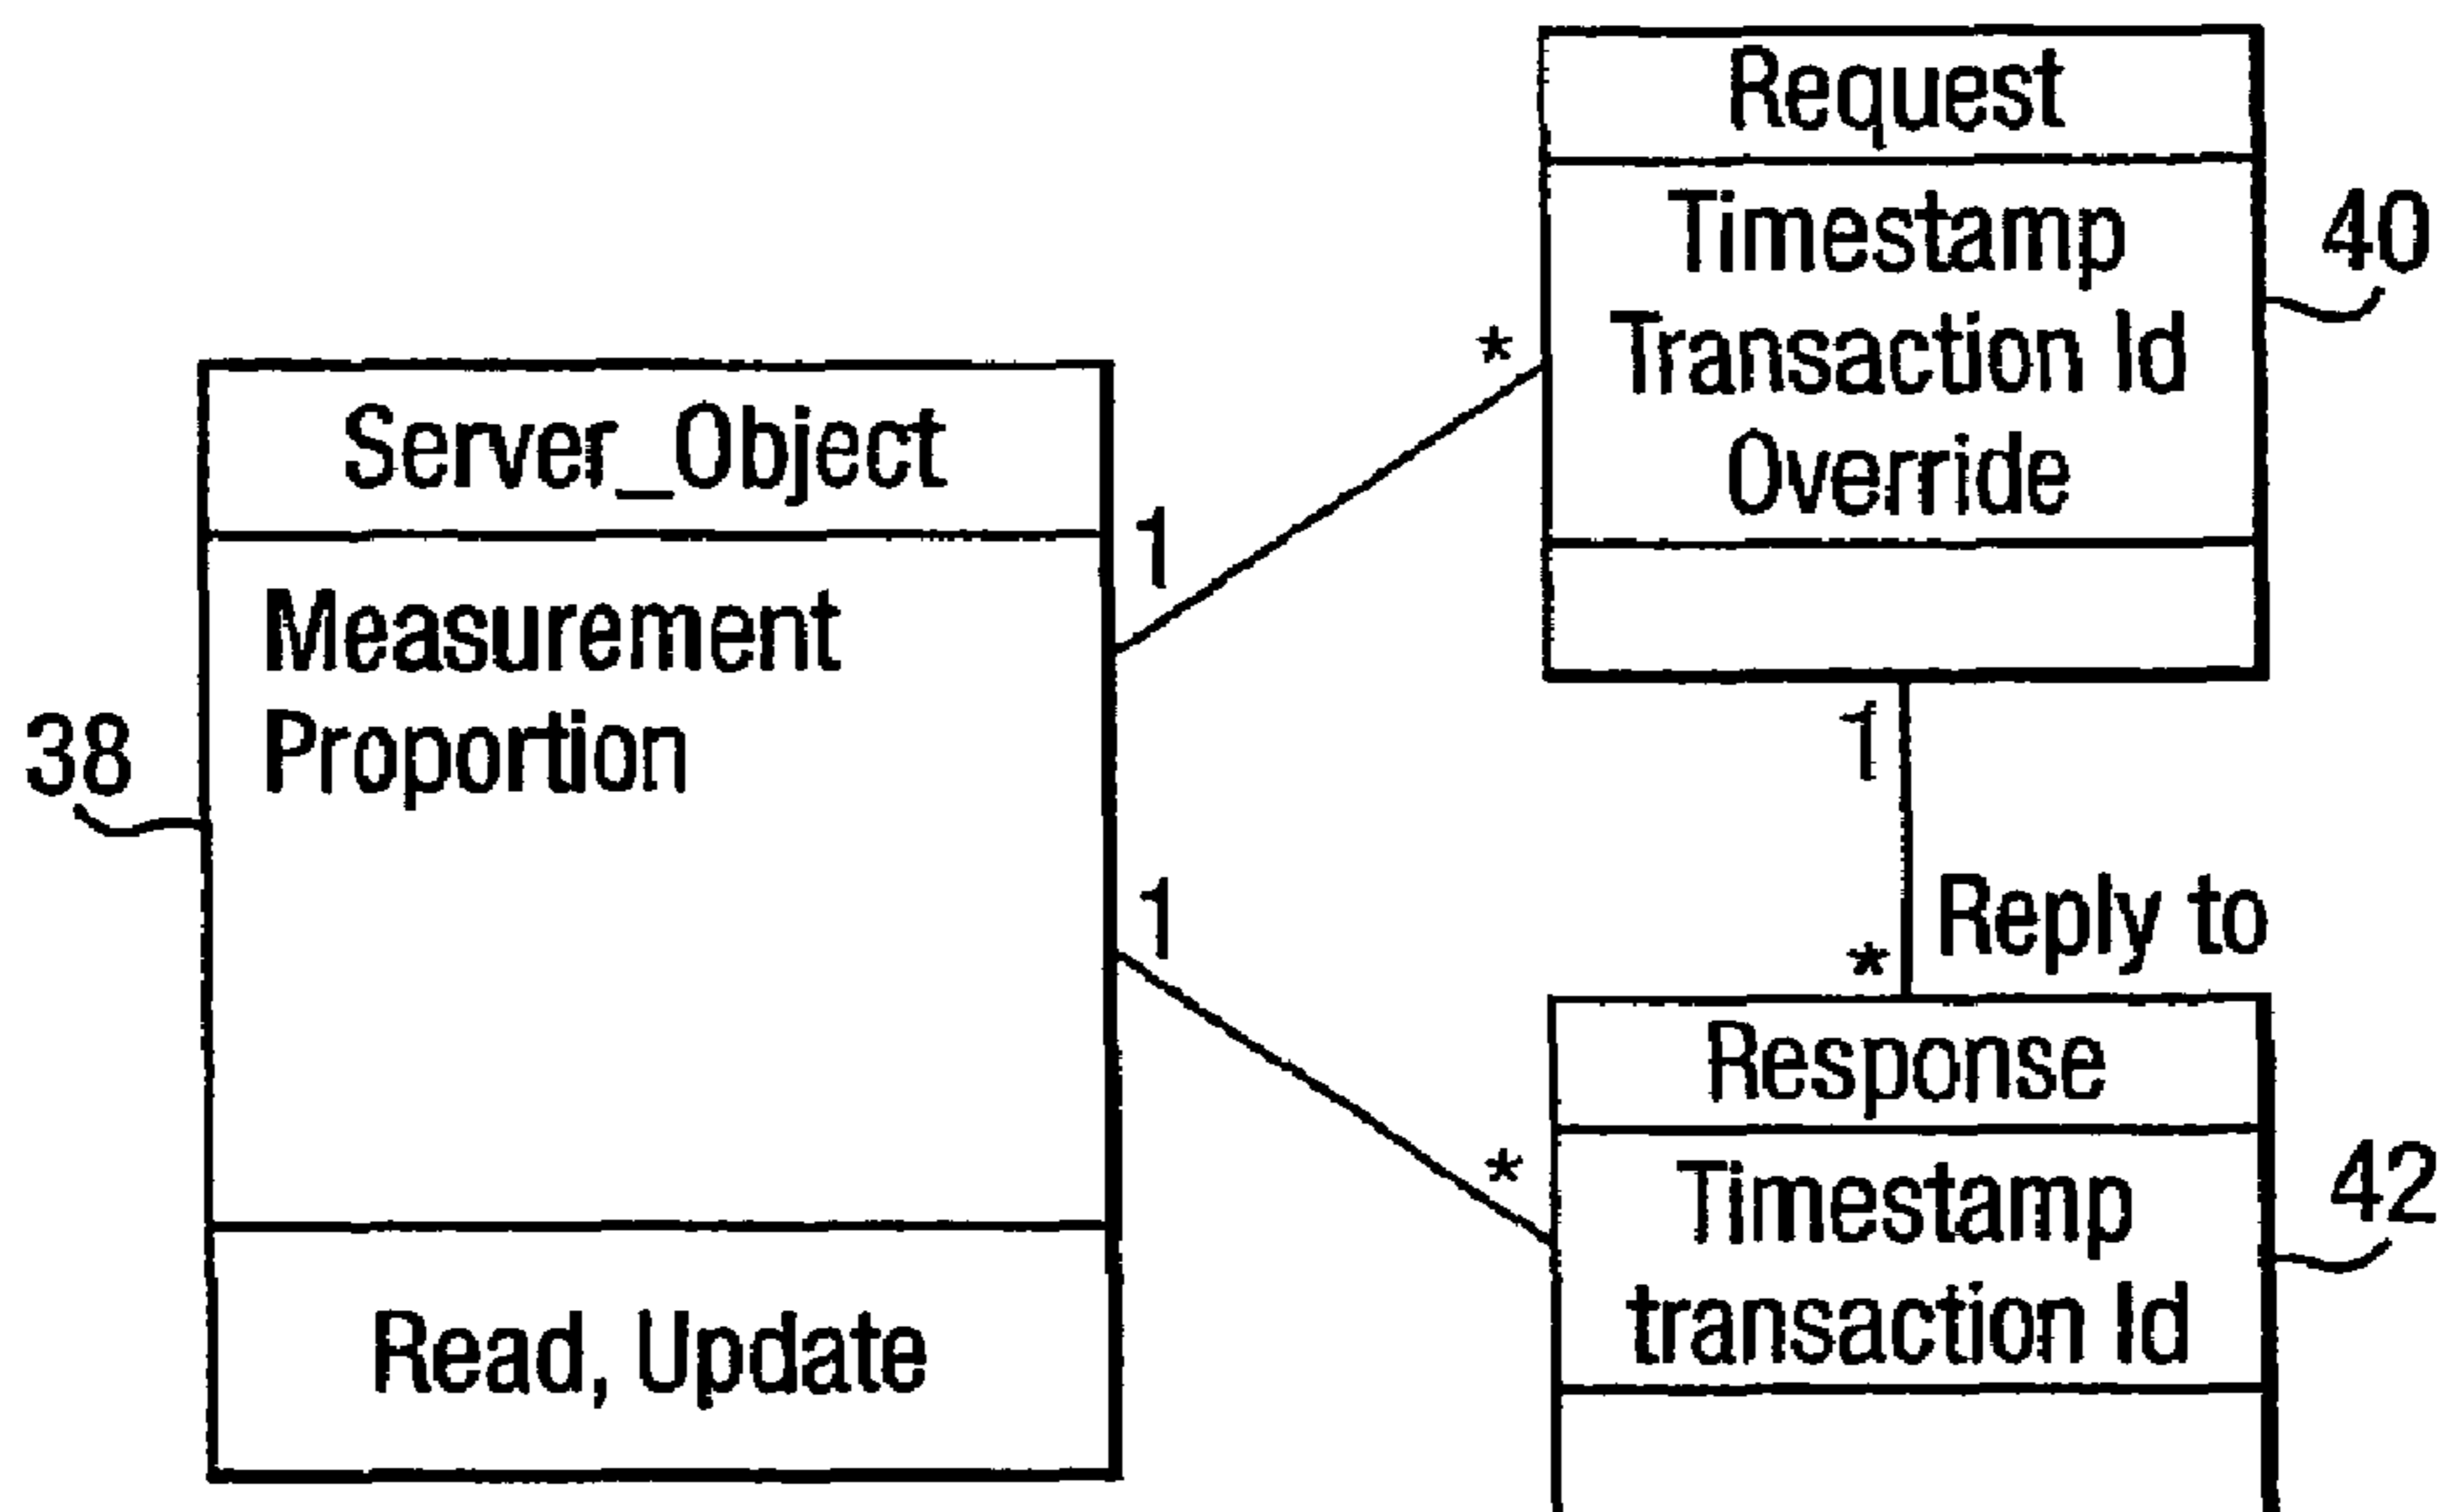 Server_Object
Measurement
Proportion
Read, Update
38
1
*
1
*
Request
Timestamp
Transaction Id
Override
40
1
Reply to
*
Response
Timestamp
transaction Id
42